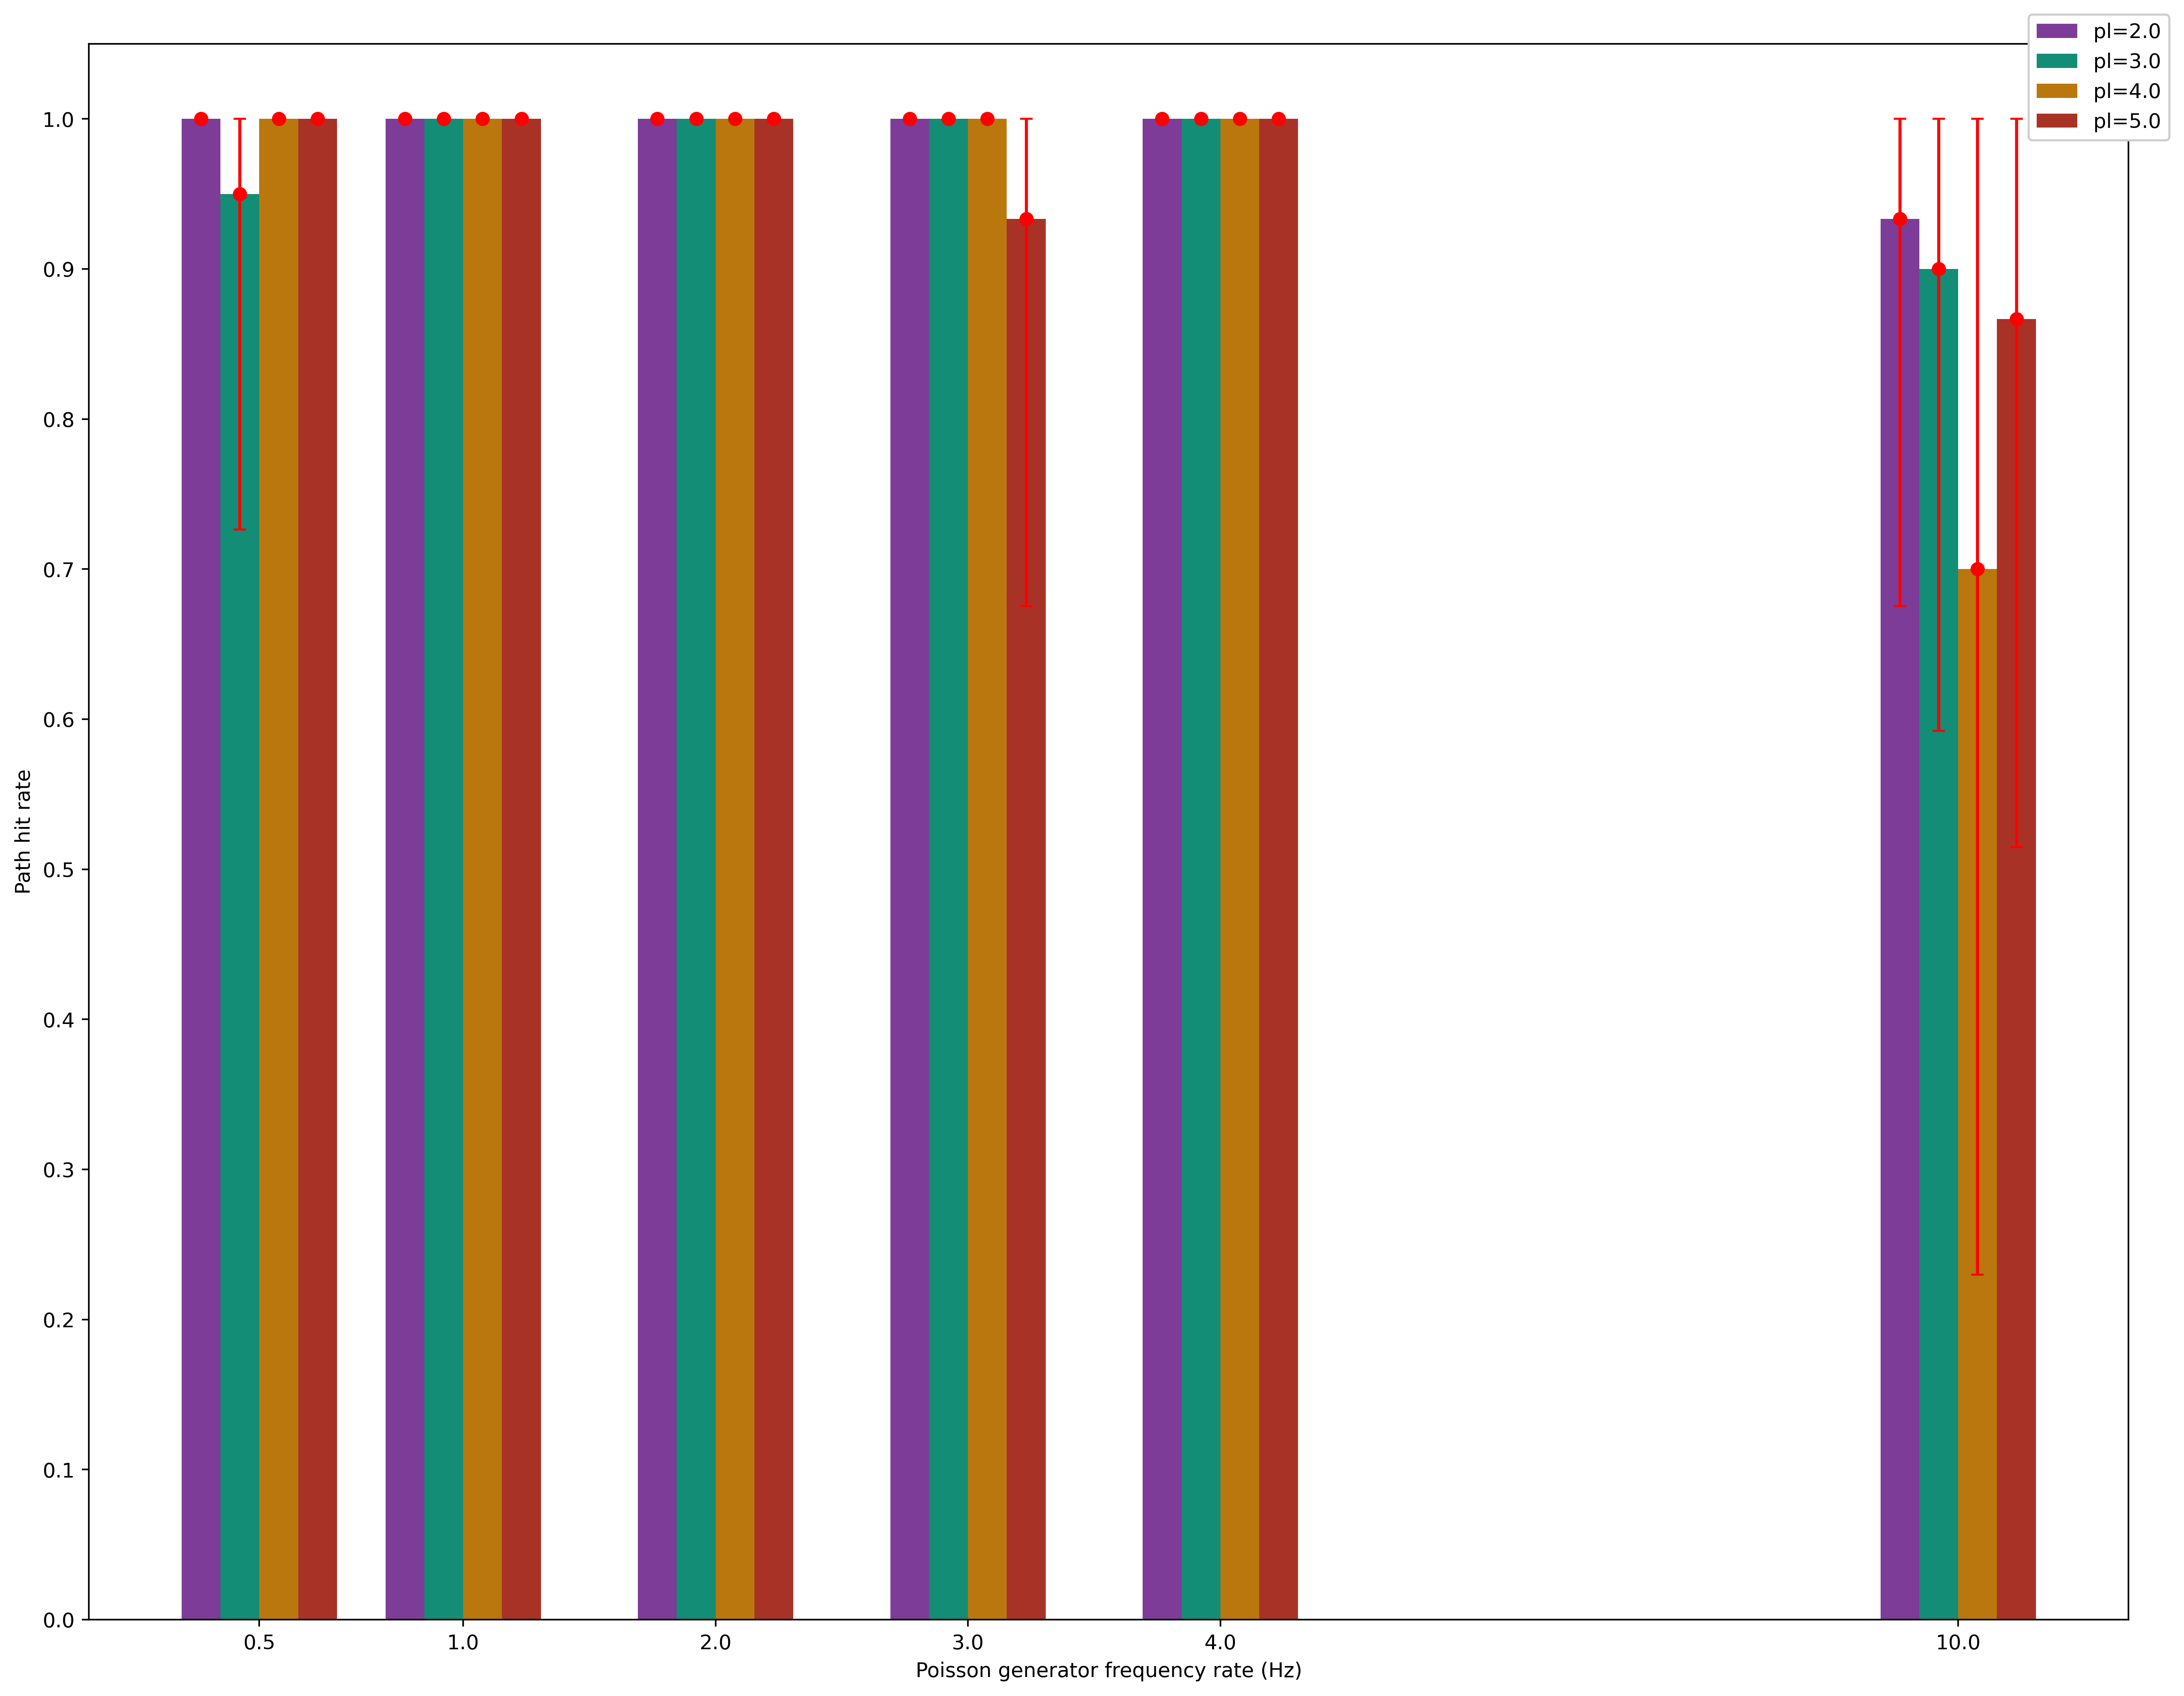 pl=2.0
pl=3.0
pl=4.0
pl=5.0
1.0
0.9
0.8
0.7
0.6
0.5
0.4
0.3
0.2
0.1
0.0
Path hit rate
0.5 1.0 2.0 3.0 4.0 10.0
Poisson generator frequency rate (Hz)